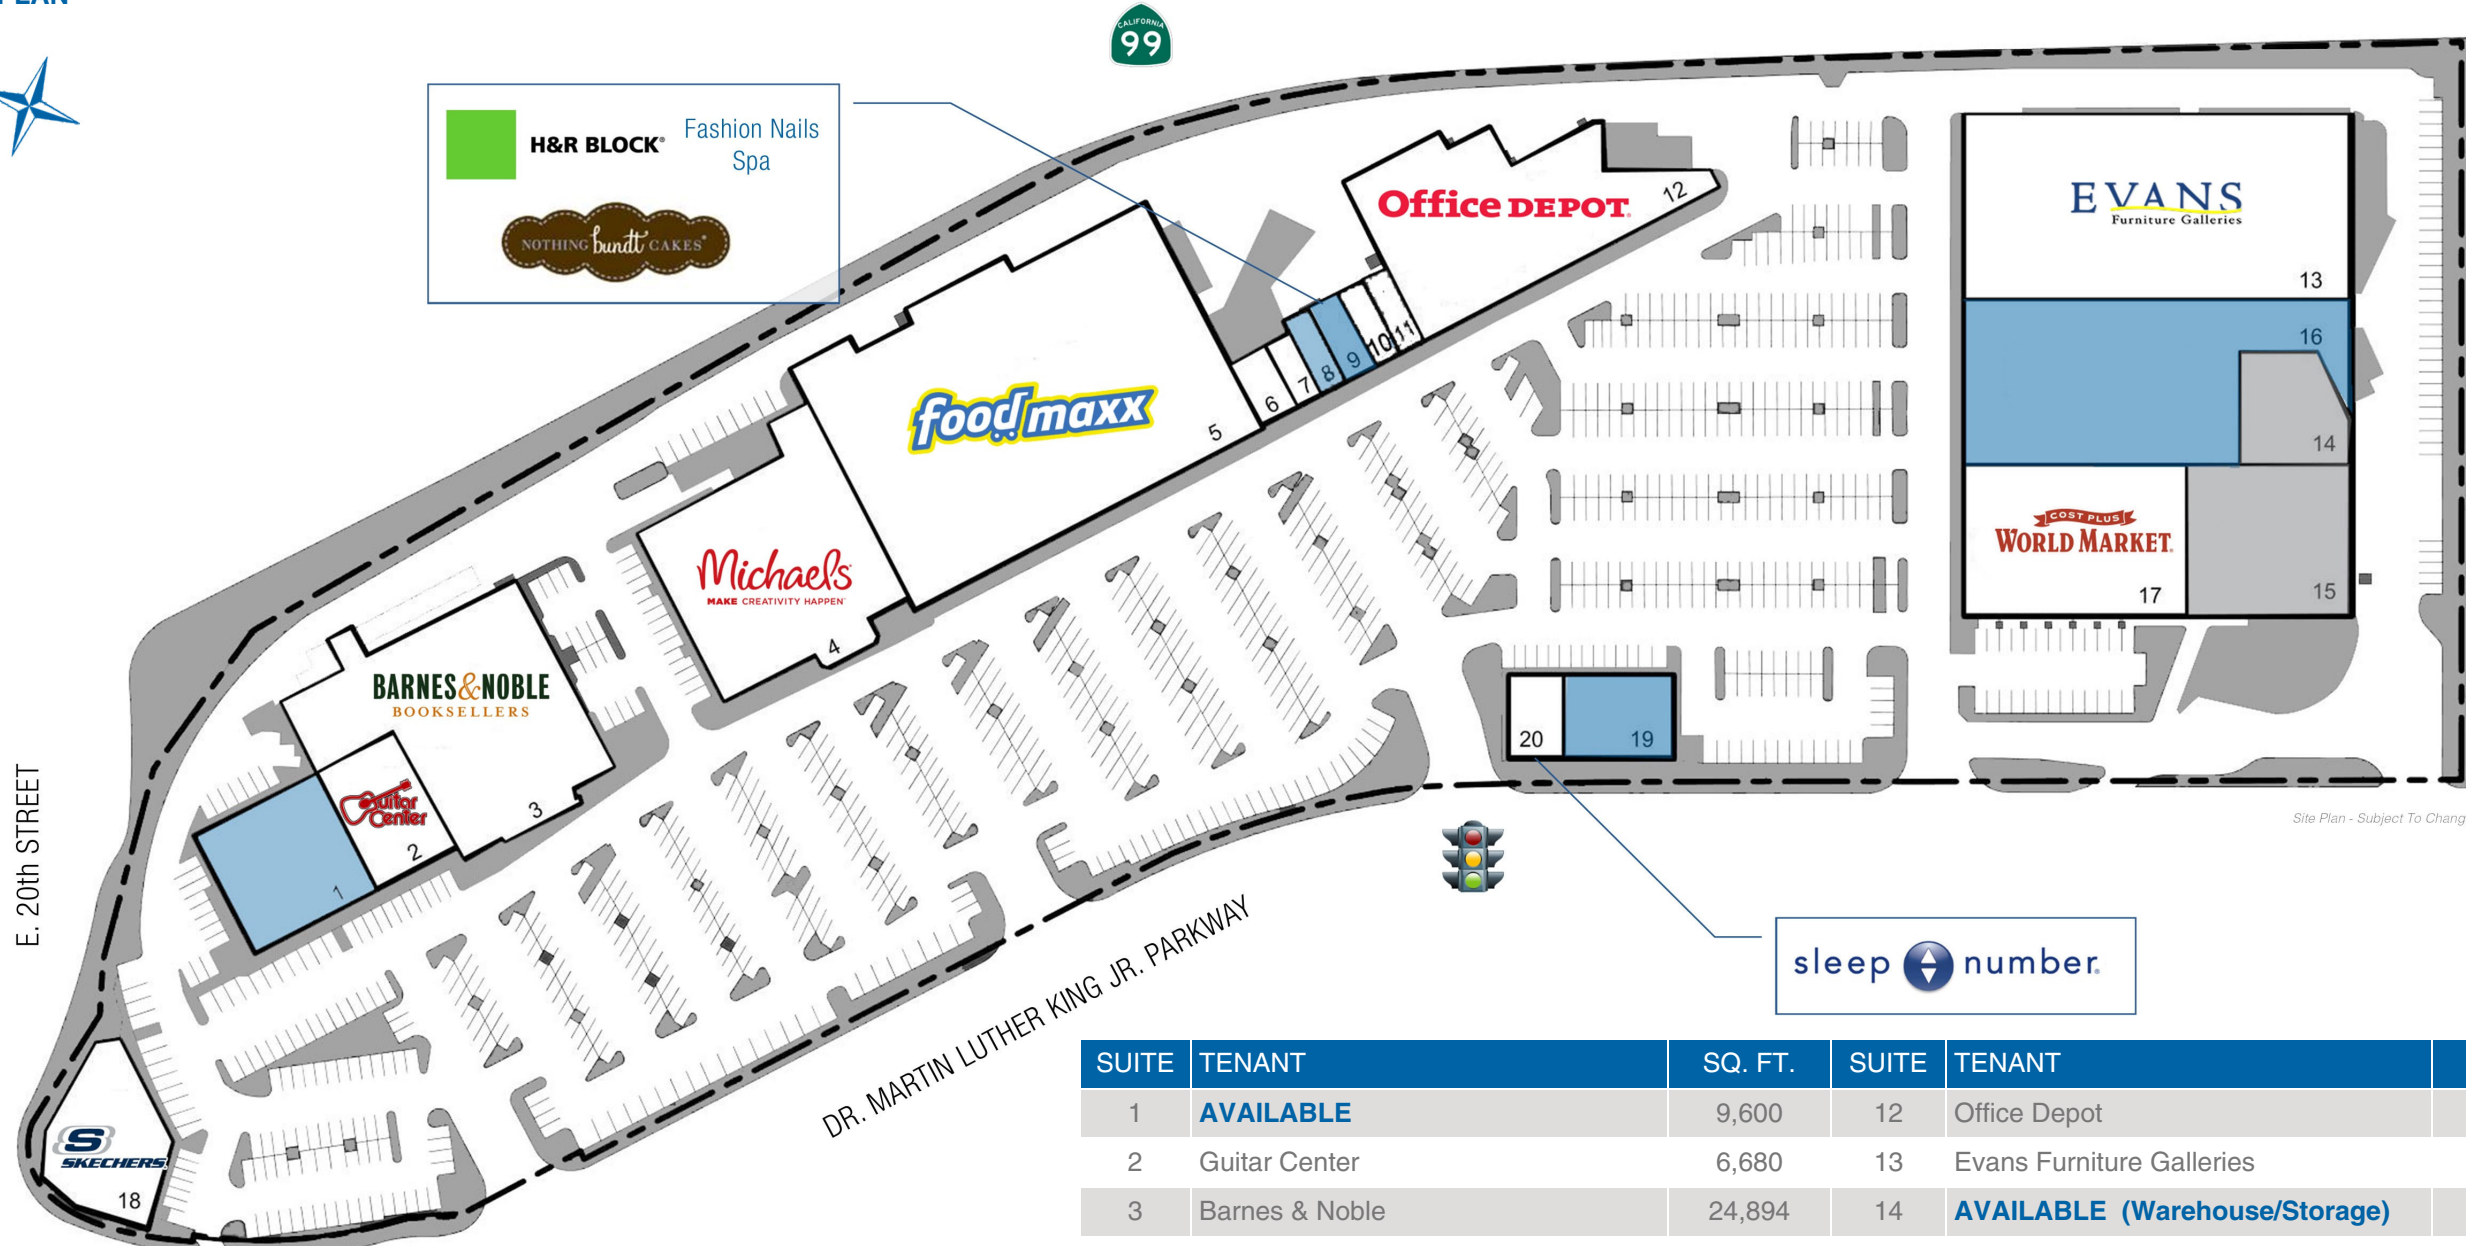 PLAN
CALIFORNIA
99
H&R BLOCK®
Fashion Nails
Spa
NOTHING bundt CAKES®
Office DEPOT.
12
EVANS
Furniture Galleries
13
16
14
COST PLUS
WORLD MARKET.
17
15
food maxx
5
6
7
8
9
10
11
Michaels
MAKE CREATIVITY HAPPEN
4
BARNES&NOBLE
BOOKSELLERS
3
Guitar
Center
2
1
20
19
E. 20th STREET
Site Plan - Subject To Chang
DR. MARTIN LUTHER KING JR. PARKWAY
sleep number.
S
SKECHERS
18
SUITE TENANT SQ. FT. SUITE TENANT
1 AVAILABLE 9,600 12 Office Depot
2 Guitar Center 6,680 13 Evans Furniture Galleries
3 Barnes & Noble 24,894 14 AVAILABLE (Warehouse/Storage)